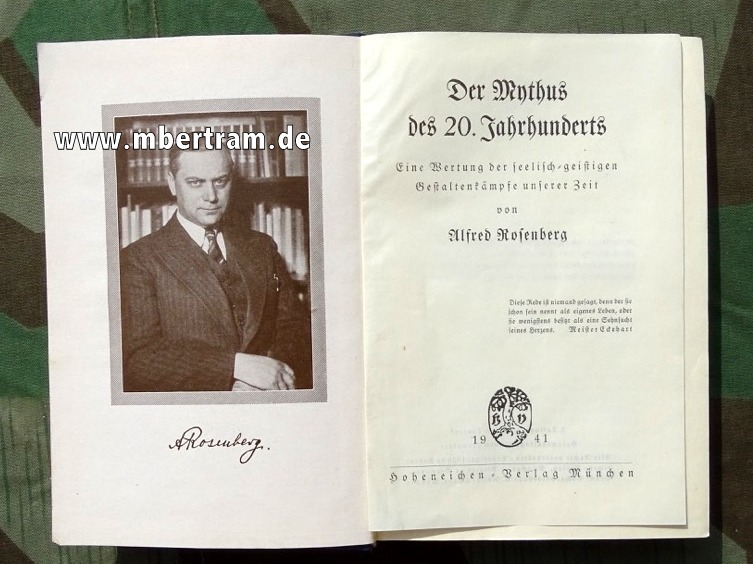 www.mbertram.de
ARosenberg.
Der Mythus
des 20. Jahrhunderts
Eine Wertung der seelisch-geistigen
Gestaltenkämpfe unserer Zeit
von
Alfred Rosenberg
Diese Rede ist niemand gesagt, denn der sie
schon sein nennt als eigenes Leben, oder
sie wenigstens besitzt als eine Sehnsucht
seines Herzens. Meister Eckehart
H V
19 41
Hoheneichen-Verlag München